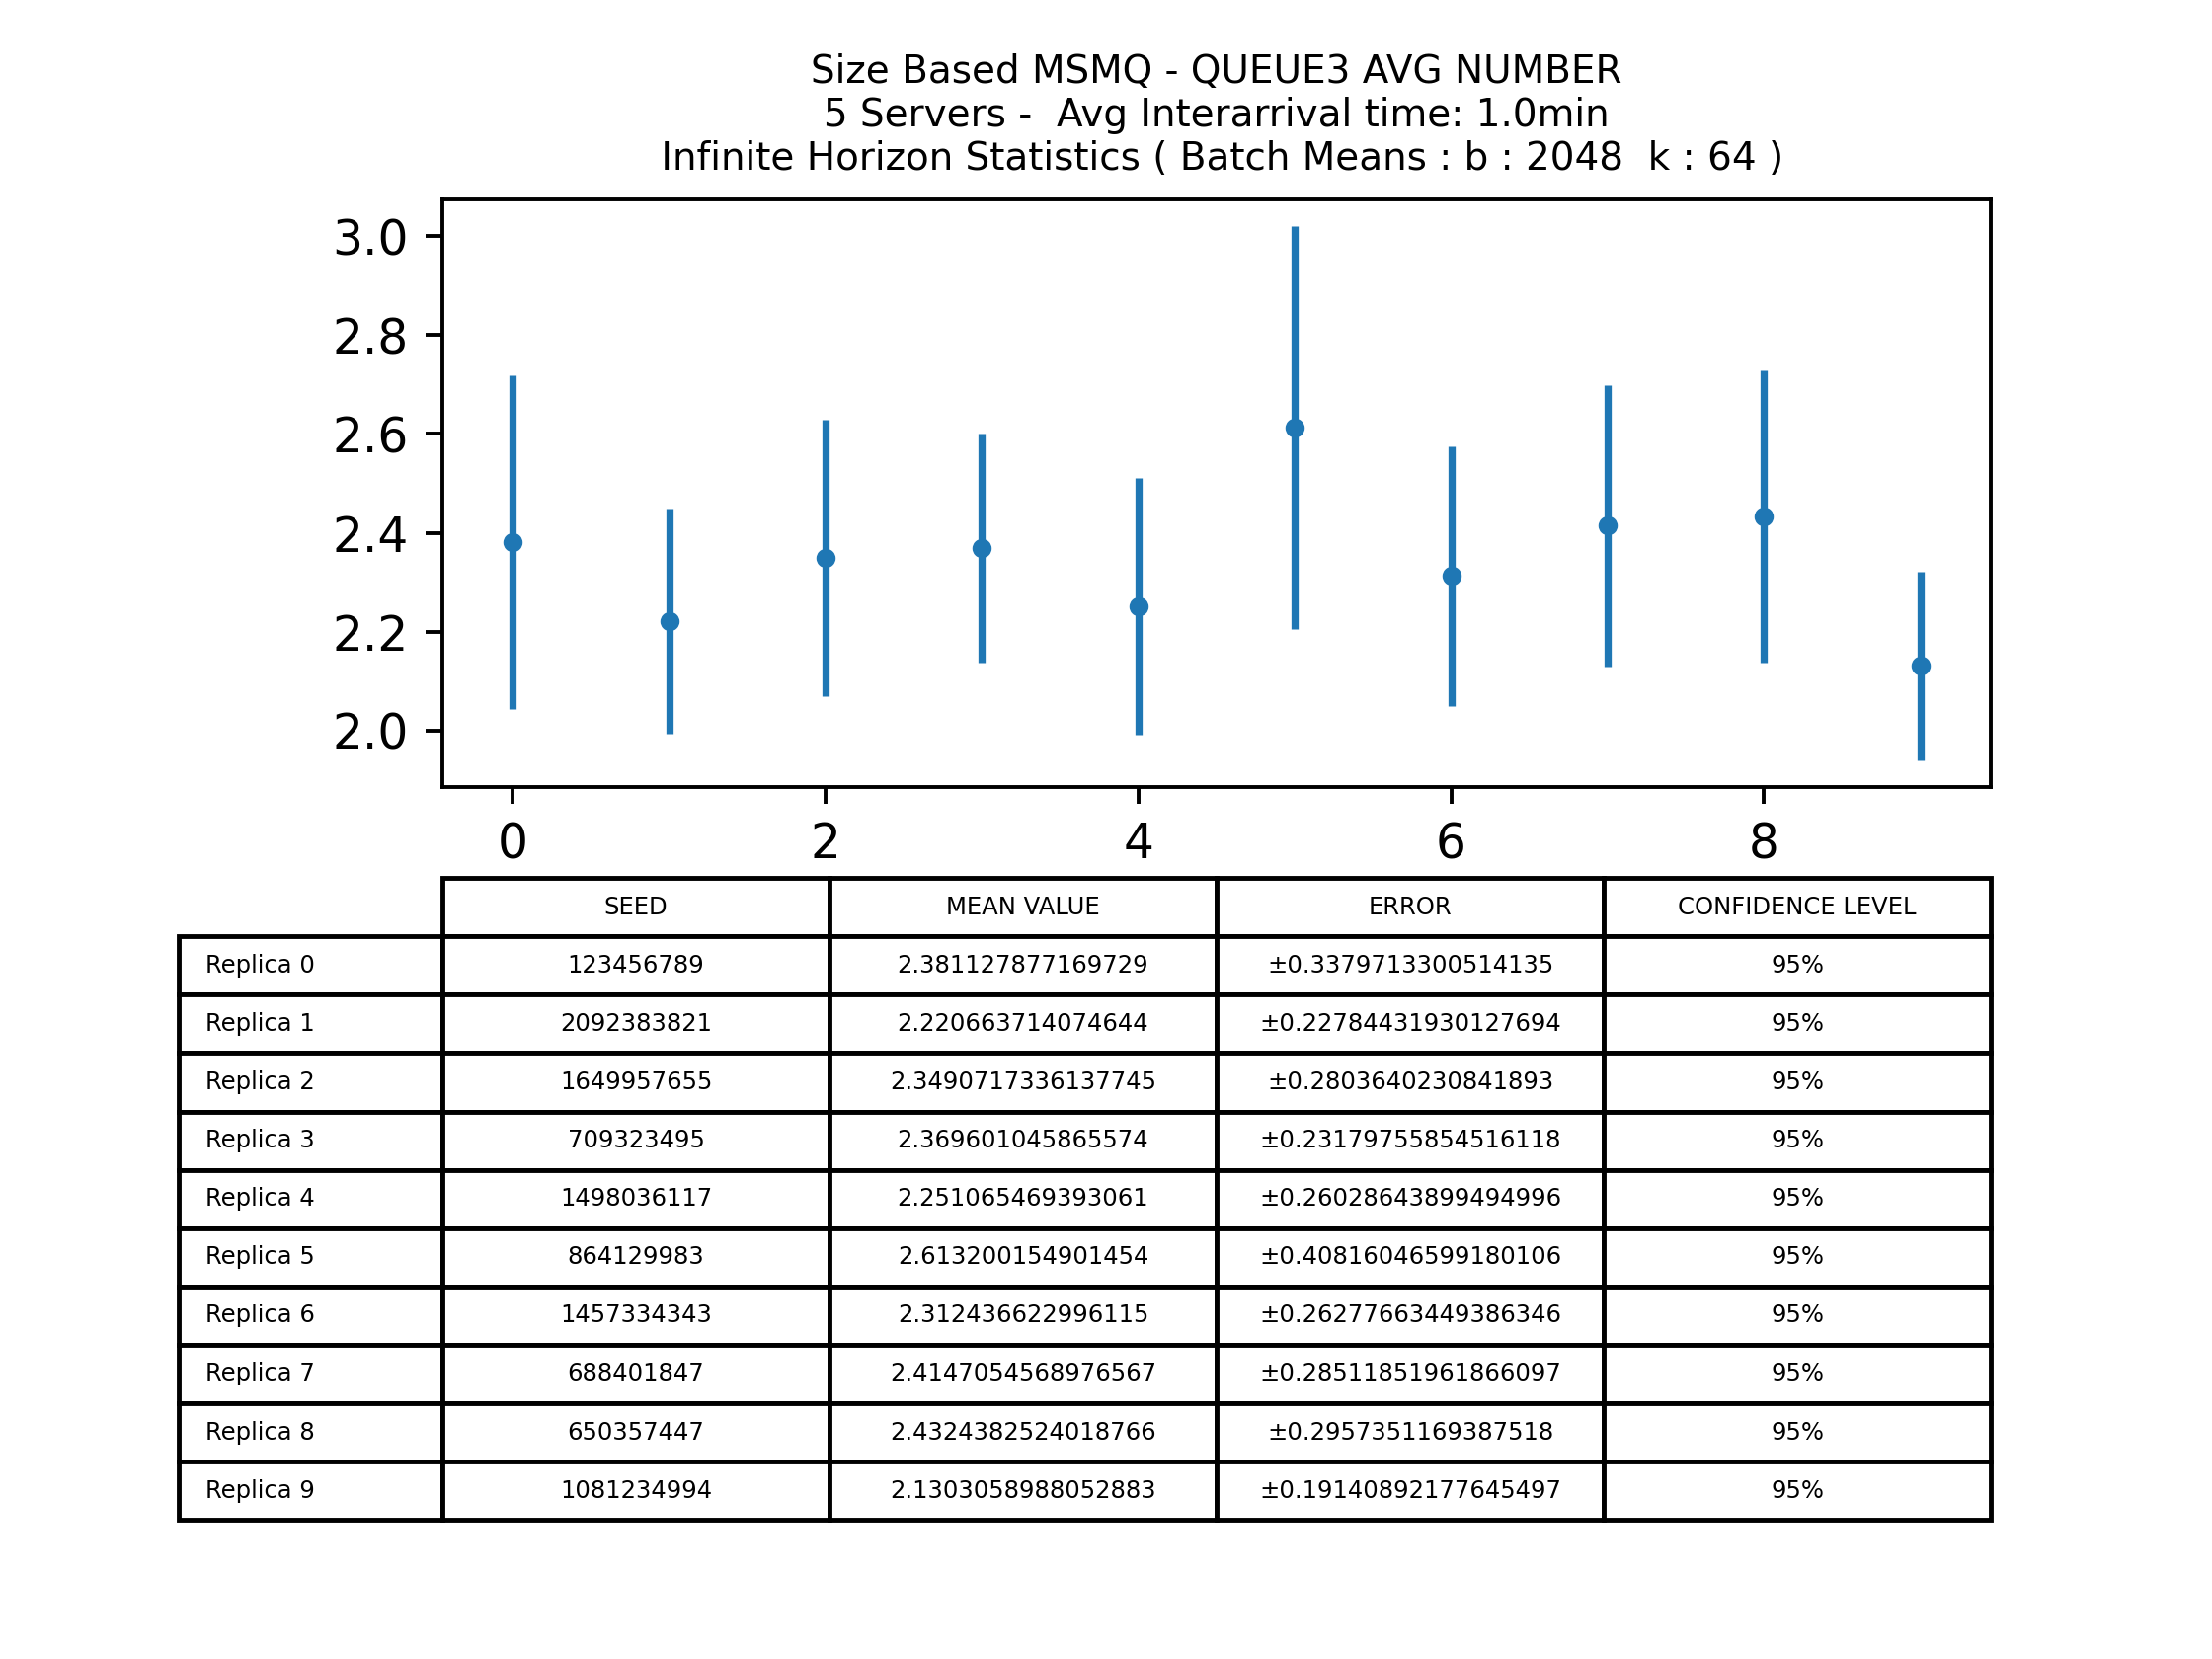 Size Based MSMQ - QUEUE3 AVG NUMBER
5 Servers -  Avg Interarrival time: 1.0min
Infinite Horizon Statistics ( Batch Means : b : 2048  k : 64 )
3.0
2.8
2.6
2.4
2.2
2.0
0 2 4 6 8
SEED MEAN VALUE ERROR CONFIDENCE LEVEL
Replica 0 123456789 2.381127877169729 ±0.3379713300514135 95%
Replica 1 2092383821 2.220663714074644 ±0.22784431930127694 95%
Replica 2 1649957655 2.3490717336137745 ±0.2803640230841893 95%
Replica 3 709323495 2.369601045865574 ±0.23179755854516118 95%
Replica 4 1498036117 2.251065469393061 ±0.26028643899494996 95%
Replica 5 864129983 2.613200154901454 ±0.40816046599180106 95%
Replica 6 1457334343 2.312436622996115 ±0.26277663449386346 95%
Replica 7 688401847 2.4147054568976567 ±0.28511851961866097 95%
Replica 8 650357447 2.4324382524018766 ±0.2957351169387518 95%
Replica 9 1081234994 2.1303058988052883 ±0.19140892177645497 95%